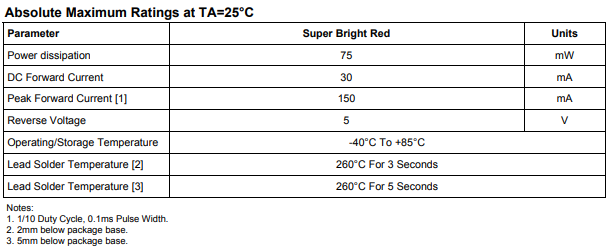 Absolute Maximum Ratings at TA=25°C
Parameter Super Bright Red Units
Power dissipation 75 mW
DC Forward Current 30 mA
Peak Forward Current [1] 150 mA
Reverse Voltage 5 V
Operating/Storage Temperature -40°C To +85°C
Lead Solder Temperature [2] 260°C For 3 Seconds
Lead Solder Temperature [3] 260°C For 5 Seconds
Notes:
1. 1/10 Duty Cycle, 0.1ms Pulse Width.
2. 2mm below package base.
3. 5mm below package base.